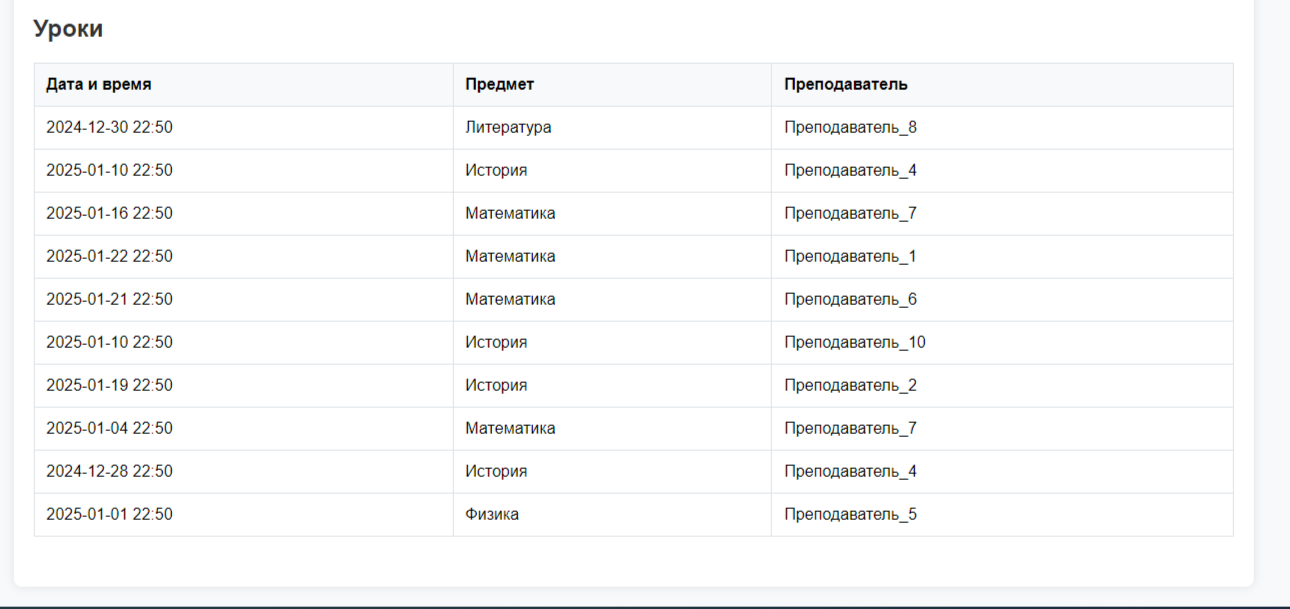 Уроки
Дата и время Предмет Преподаватель
2024-12-30 22:50 Литература Преподаватель_8
2025-01-10 22:50 История Преподаватель_4
2025-01-16 22:50 Математика Преподаватель_7
2025-01-22 22:50 Математика Преподаватель_1
2025-01-21 22:50 Математика Преподаватель_6
2025-01-10 22:50 История Преподаватель_10
2025-01-19 22:50 История Преподаватель_2
2025-01-04 22:50 Математика Преподаватель_7
2024-12-28 22:50 История Преподаватель_4
2025-01-01 22:50 Физика Преподаватель_5